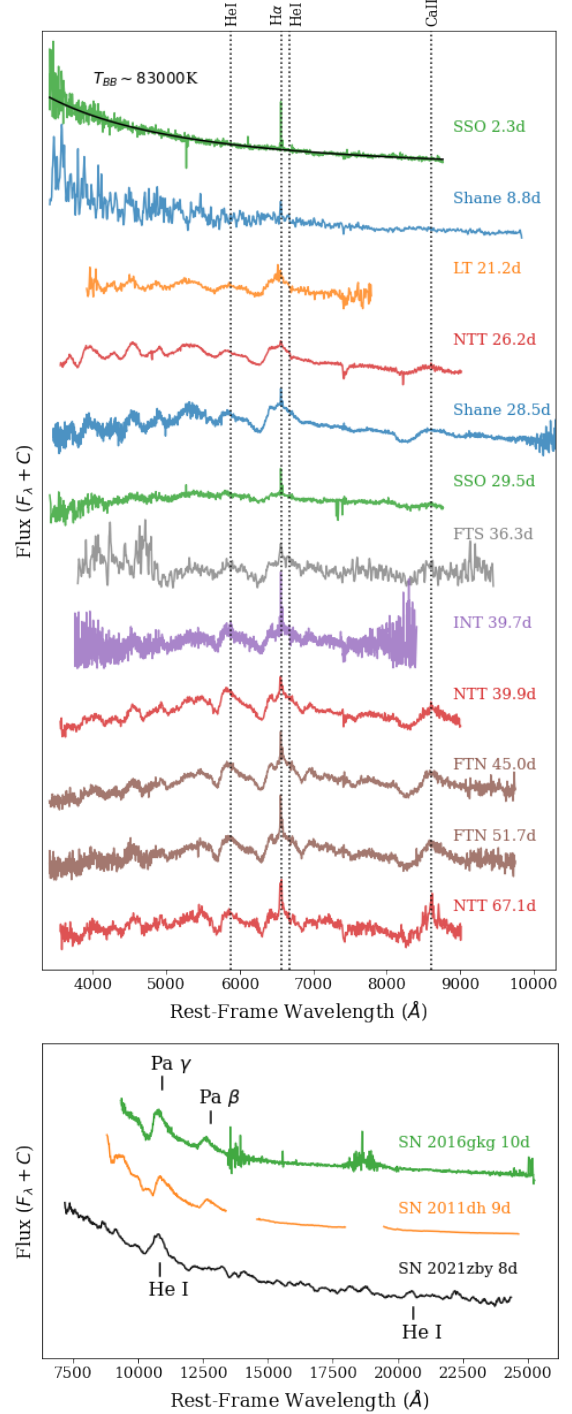 HeI
Hα
HeI
CaII
T_BB ∼ 83000K
SSO 2.3d
Shane 8.8d
LT 21.2d
NTT 26.2d
Shane 28.5d
SSO 29.5d
FTS 36.3d
INT 39.7d
NTT 39.9d
FTN 45.0d
FTN 51.7d
NTT 67.1d
Flux (F_λ + C)
4000 5000 6000 7000 8000 9000 10000
Rest-Frame Wavelength (Å)
Pa γ
Pa β
SN 2016gkg 10d
SN 2011dh 9d
SN 2021zby 8d
He I
He I
Flux (F_λ + C)
7500 10000 12500 15000 17500 20000 22500 25000
Rest-Frame Wavelength (Å)